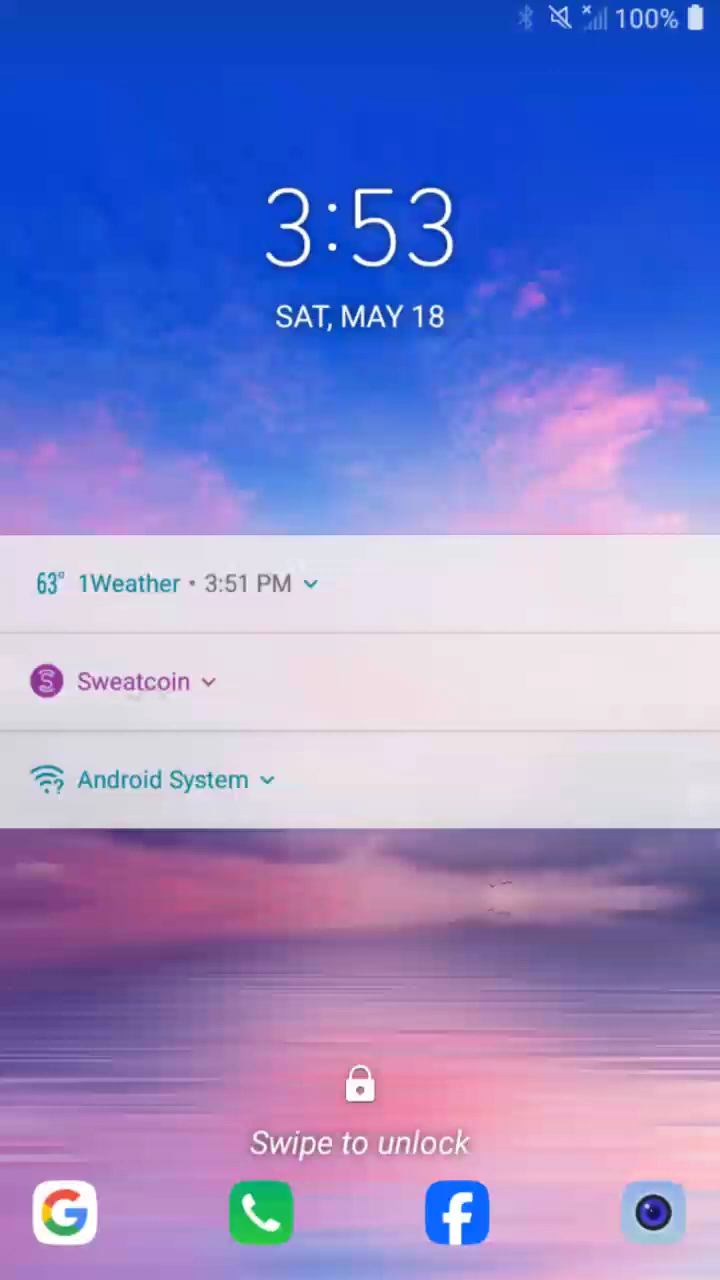 100%
3:53
SAT, MAY 18
63° 1Weather • 3:51 PM
Sweatcoin
Android System
Swipe to unlock